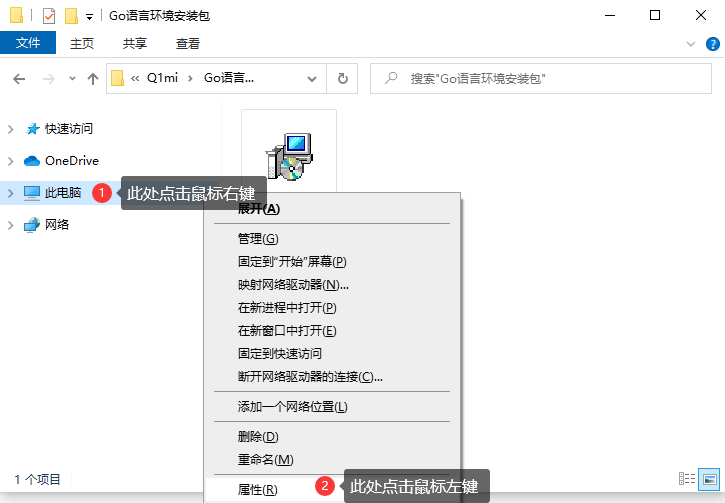 Go语言环境安装包
文件 主页 共享 查看
« Q1mi › Go语言... 搜索"Go语言环境安装包"
快速访问
OneDrive
此电脑 1 此处点击鼠标右键
网络
展开(A)
管理(G)
固定到"开始"屏幕(P)
映射网络驱动器(N)...
在新进程中打开(P)
在新窗口中打开(E)
固定到快速访问
断开网络驱动器的连接(C)...
添加一个网络位置(L)
删除(D)
重命名(M)
属性(R) 2 此处点击鼠标左键
1 个项目